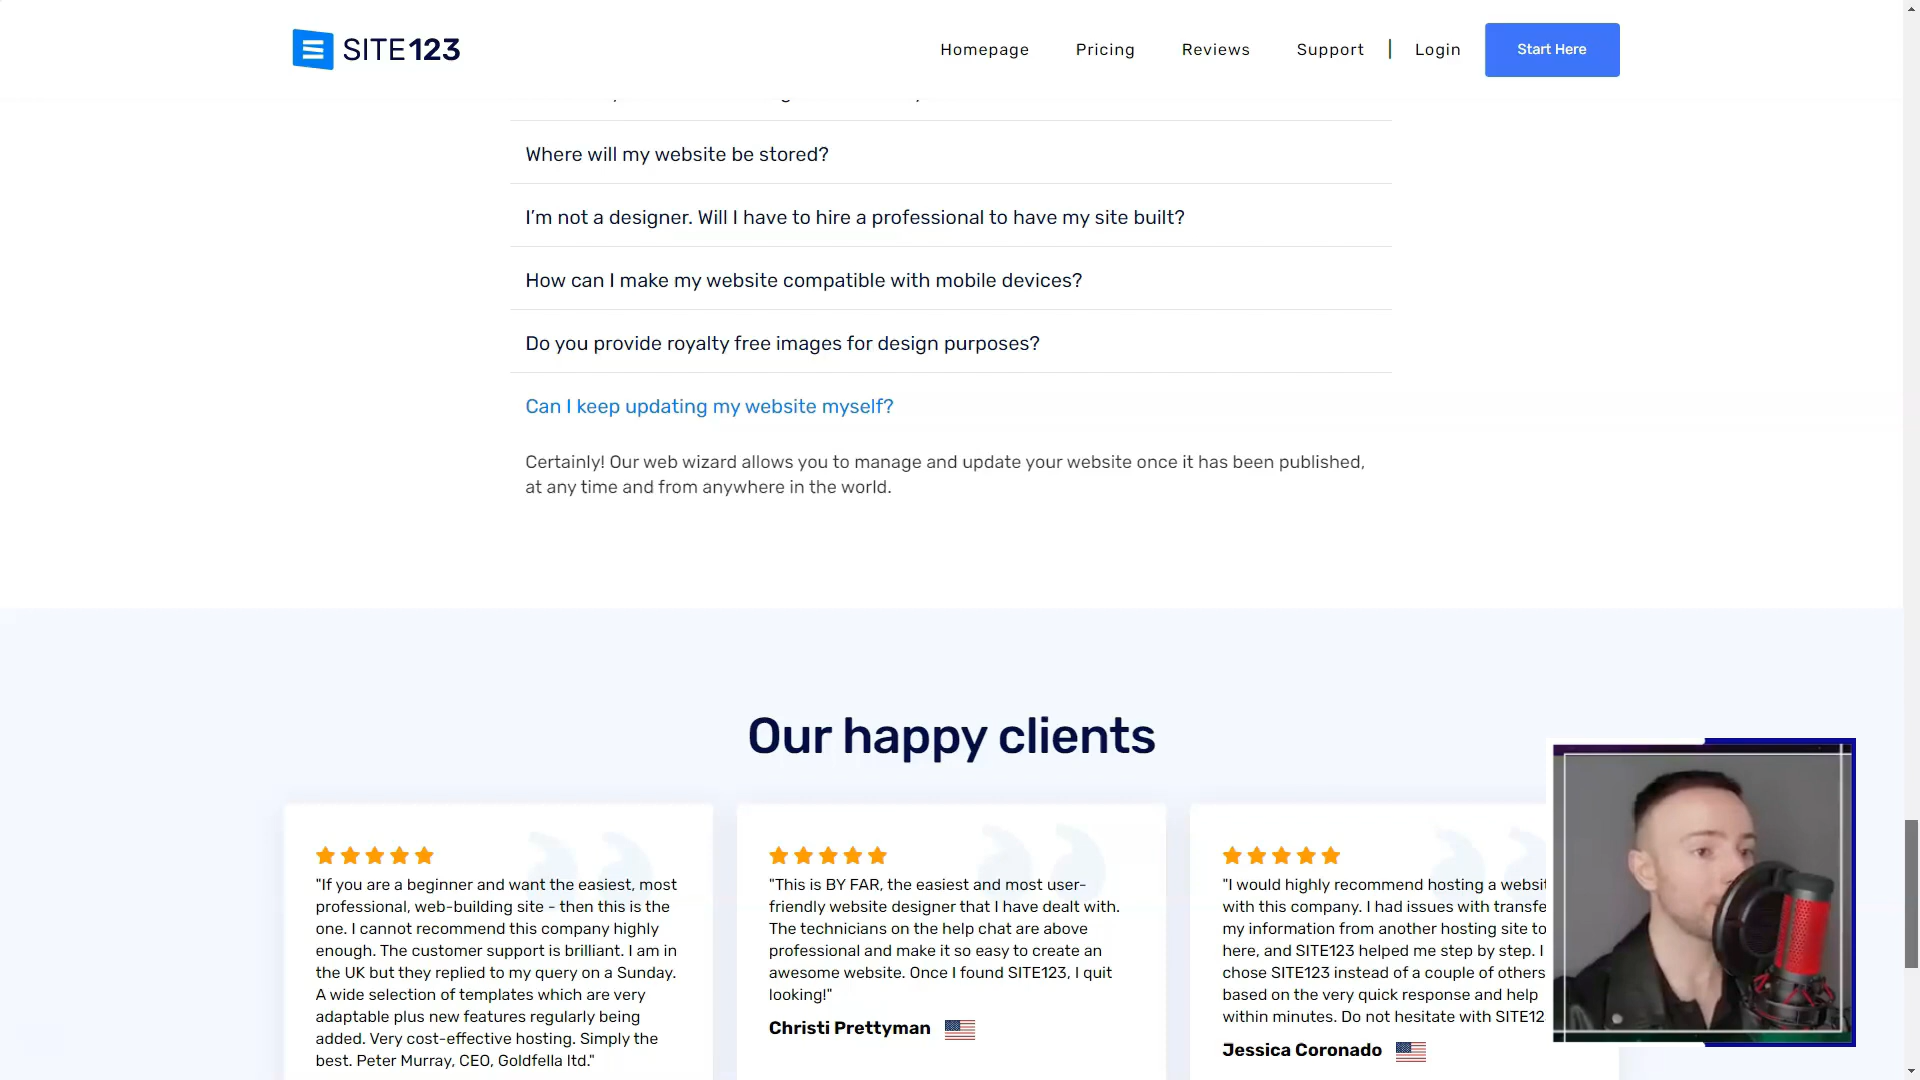 SITE123
Homepage
Pricing
Reviews
Support
Login
Start Here
Where will my website be stored?
I'm not a designer. Will I have to hire a professional to have my site built?
How can I make my website compatible with mobile devices?
Do you provide royalty free images for design purposes?
Can I keep updating my website myself?
Certainly! Our web wizard allows you to manage and update your website once it has been published,
at any time and from anywhere in the world.
Our happy clients
"If you are a beginner and want the easiest, most
professional, web-building site - then this is the
one. I cannot recommend this company highly
enough. The customer support is brilliant. I am in
the UK but they replied to my query on a Sunday.
A wide selection of templates which are very
adaptable plus new features regularly being
added. Very cost-effective hosting. Simply the
best. Peter Murray, CEO, Goldfella ltd."
"This is BY FAR, the easiest and most user-
friendly website designer that I have dealt with.
The technicians on the help chat are above
professional and make it so easy to create an
awesome website. Once I found SITE123, I quit
looking!"
Christi Prettyman
"I would highly recommend hosting a websit
with this company. I had issues with transfe
my information from another hosting site to
here, and SITE123 helped me step by step. I
chose SITE123 instead of a couple of others
based on the very quick response and help
within minutes. Do not hesitate with SITE12
Jessica Coronado